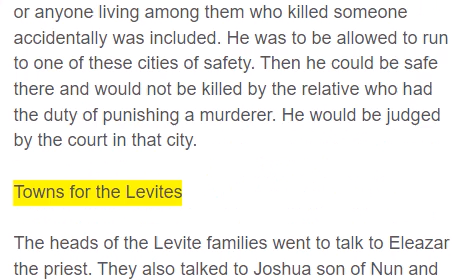 or anyone living among them who killed someone
accidentally was included. He was to be allowed to run
to one of these cities of safety. Then he could be safe
there and would not be killed by the relative who had
the duty of punishing a murderer. He would be judged
by the court in that city.
Towns for the Levites
The heads of the Levite families went to talk to Eleazar
the priest. They also talked to Joshua son of Nun and